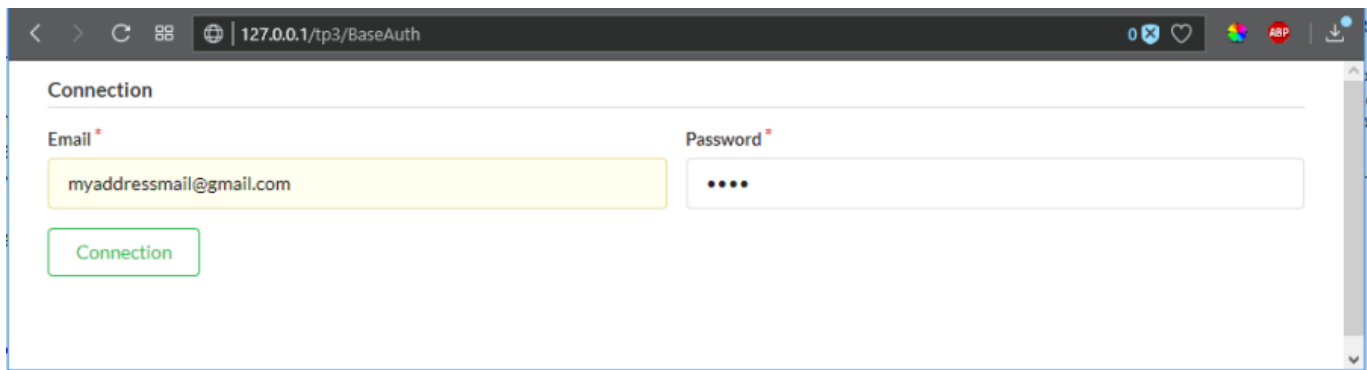 127.0.0.1/tp3/BaseAuth
0
ABP
Connection
Email *
Password *
myaddressmail@gmail.com
••••
Connection